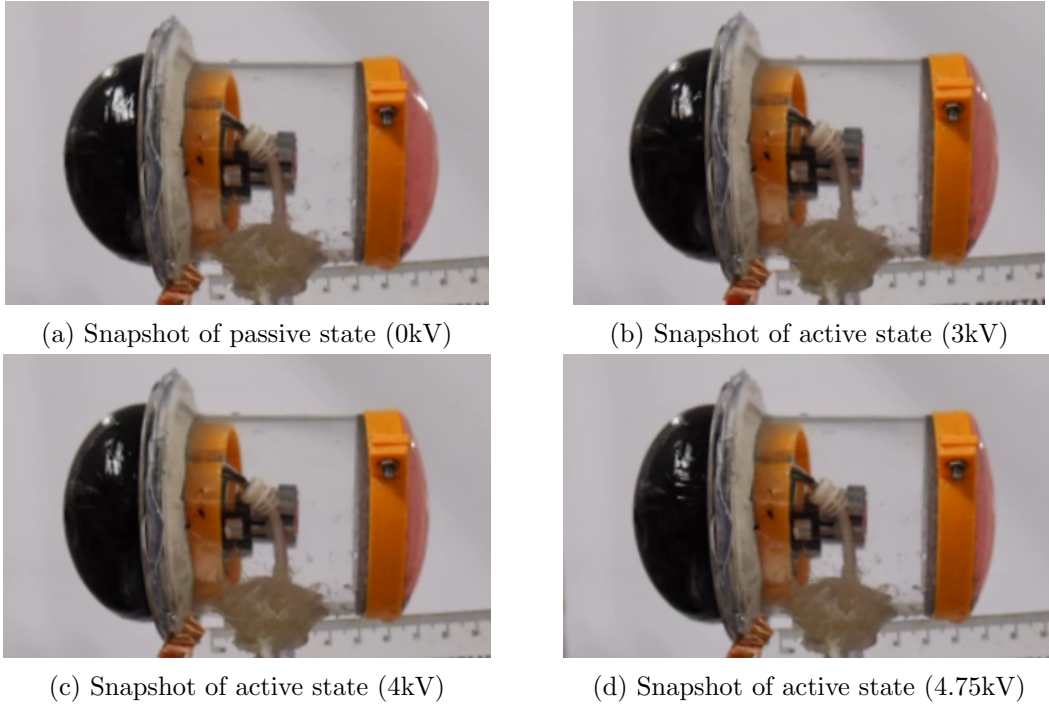 (a) Snapshot of passive state (0kV)
(b) Snapshot of active state (3kV)
(c) Snapshot of active state (4kV)
(d) Snapshot of active state (4.75kV)